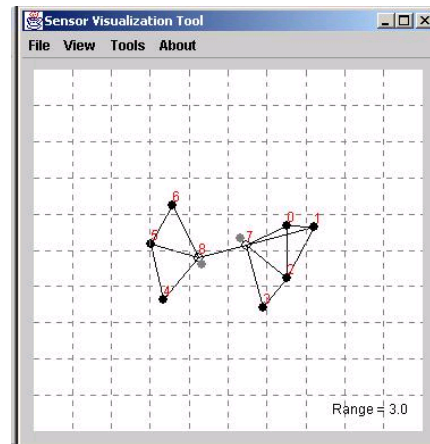 Sensor Visualization Tool
File View Tools About
6
0 1
5 7
8
2
4
3
Range = 3.0